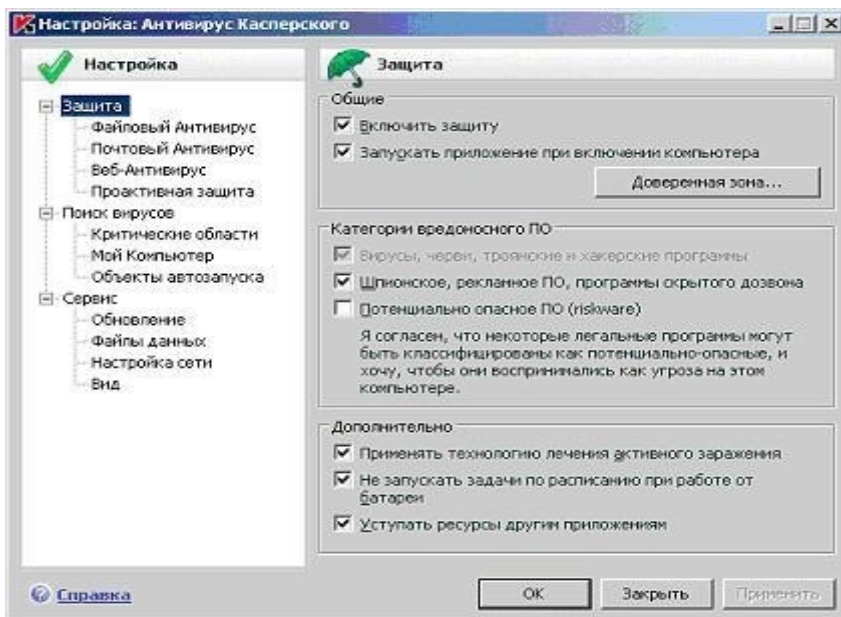 Настройка: Антивирус Касперского
Настройка
Защита
Файловый Антивирус
Почтовый Антивирус
Веб-Антивирус
Проактивная защита
Поиск вирусов
Критические области
Мой Компьютер
Объекты автозапуска
Сервис
Обновление
Файлы данных
Настройка сети
Вид
Защита
Общие
Включить защиту
Запускать приложение при включении компьютера
Доверенная зона...
Категории вредоносного ПО
Вирусы, черви, троянские и хакерские программы
Шпионское, рекламное ПО, программы скрытого дозвона
Потенциально опасное ПО (riskware)
Я согласен, что некоторые легальные программы могут
быть классифицированы как потенциально-опасные, и
хочу, чтобы они воспринимались как угроза на этом
компьютере.
Дополнительно
Применять технологию лечения активного заражения
Не запускать задачи по расписанию при работе от
батареи
Уступать ресурсы другим приложениям
Справка
ОК
Закрыть
Применить